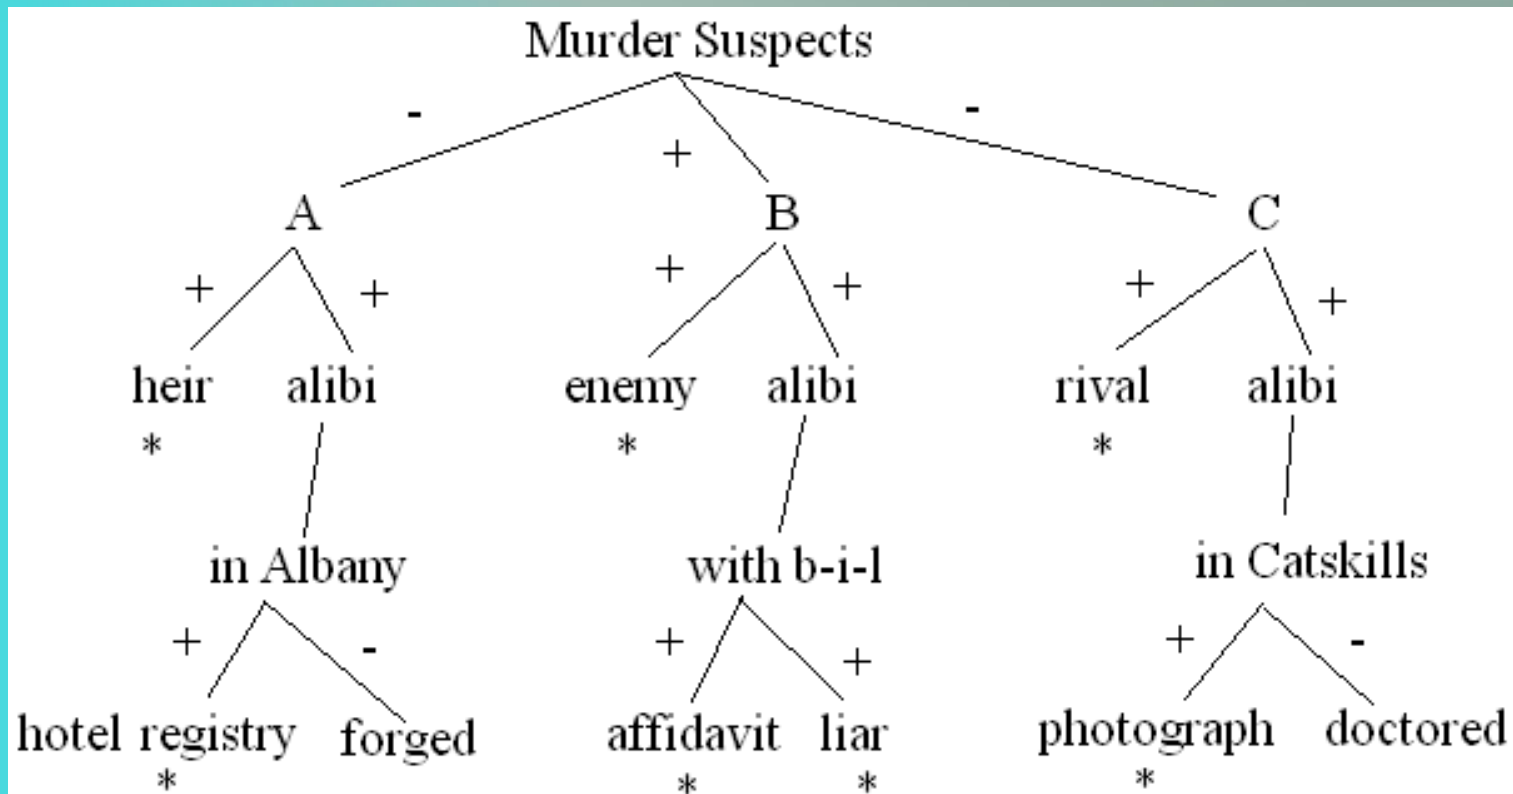 Murder Suspects
- + -
A B C
+ + + + + +
heir alibi enemy alibi rival alibi
* * *
in Albany with b-i-l in Catskills
+ - + + + -
hotel registry forged affidavit liar photograph doctored
* * * *